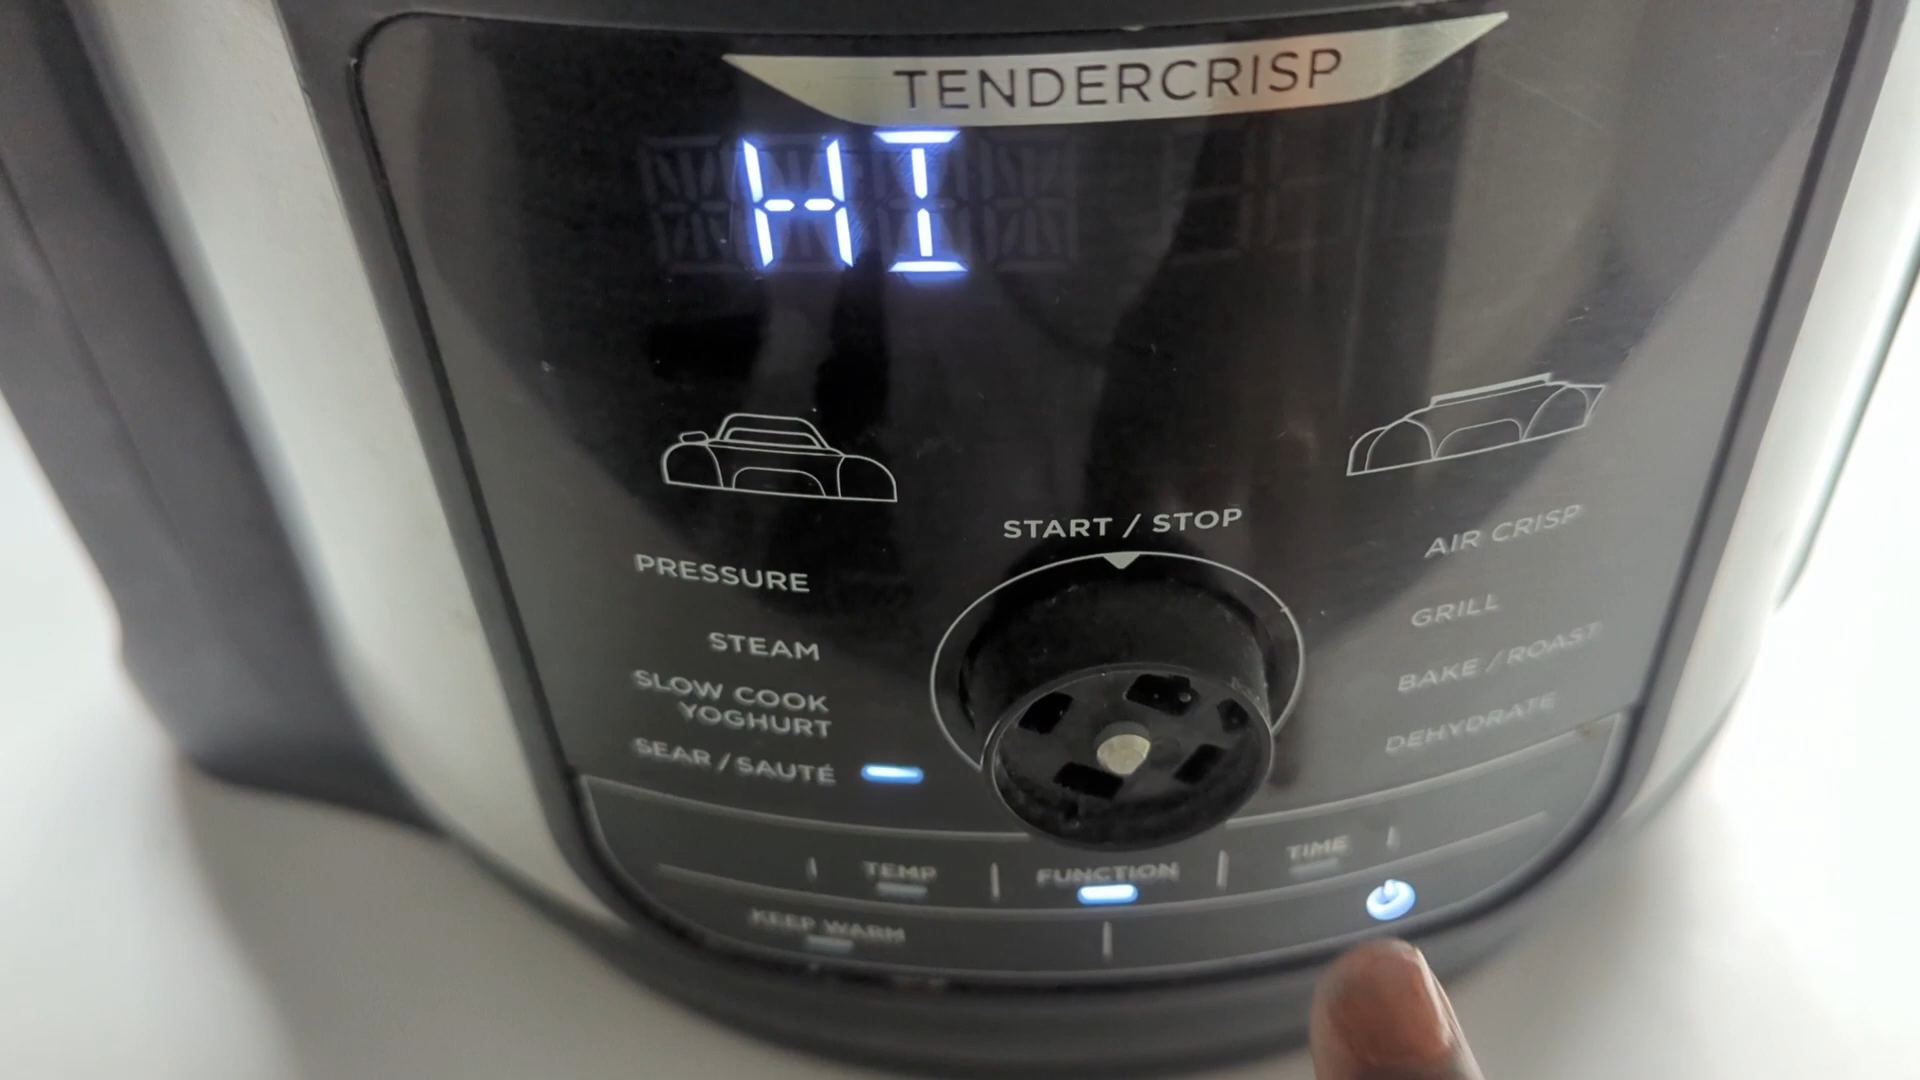 TENDERCRISP
HI
START / STOP
PRESSURE
STEAM
SLOW COOK
YOGHURT
SEAR / SAUTÉ
AIR CRISP
GRILL
BAKE / ROAST
DEHYDRATE
TEMP
FUNCTION
TIME
KEEP WARM